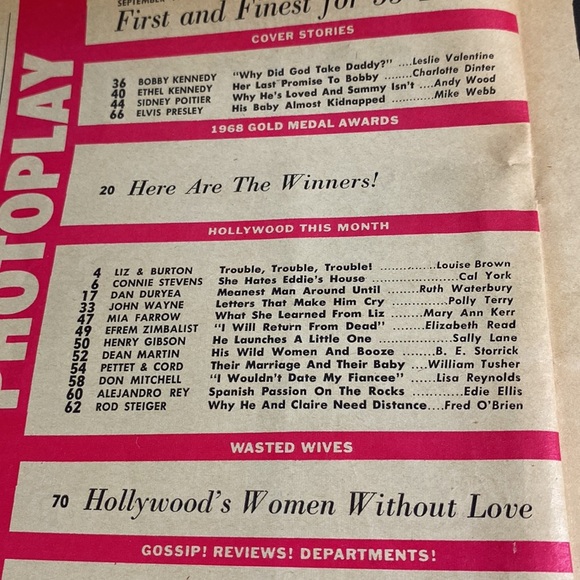 SEPTEMBER
First and Finest for
COVER STORIES
36 BOBBY KENNEDY "Why Did God Take Daddy?" ....Leslie Valentine
40 ETHEL KENNEDY Her Last Promise To Bobby ........Charlotte Dinter
44 SIDNEY POITIER Why He's Loved And Sammy Isn't ....Andy Wood
66 ELVIS PRESLEY His Baby Almost Kidnapped ............Mike Webb
1968 GOLD MEDAL AWARDS
20 Here Are The Winners!
HOLLYWOOD THIS MONTH
4 LIZ & BURTON Trouble, Trouble, Trouble! ..............Louise Brown
6 CONNIE STEVENS She Hates Eddie's House ................Cal York
17 DAN DURYEA Meanest Man Around Until ......Ruth Waterbury
33 JOHN WAYNE Letters That Make Him Cry ..........Polly Terry
47 MIA FARROW What She Learned From Liz ......Mary Ann Kerr
49 EFREM ZIMBALIST "I Will Return From Dead" ........Elizabeth Read
50 HENRY GIBSON He Launches A Little One ..............Sally Lane
52 DEAN MARTIN His Wild Women And Booze ......B. E. Storrick
54 PETTET & CORD Their Marriage And Their Baby ....William Tusher
58 DON MITCHELL "I Wouldn't Date My Fiancee" ......Lisa Reynolds
60 ALEJANDRO REY Spanish Passion On The Rocks ............Edie Ellis
62 ROD STEIGER Why He And Claire Need Distance....Fred O'Brien
WASTED WIVES
70 Hollywood's Women Without Love
GOSSIP! REVIEWS! DEPARTMENTS!
PHOTOPLAY